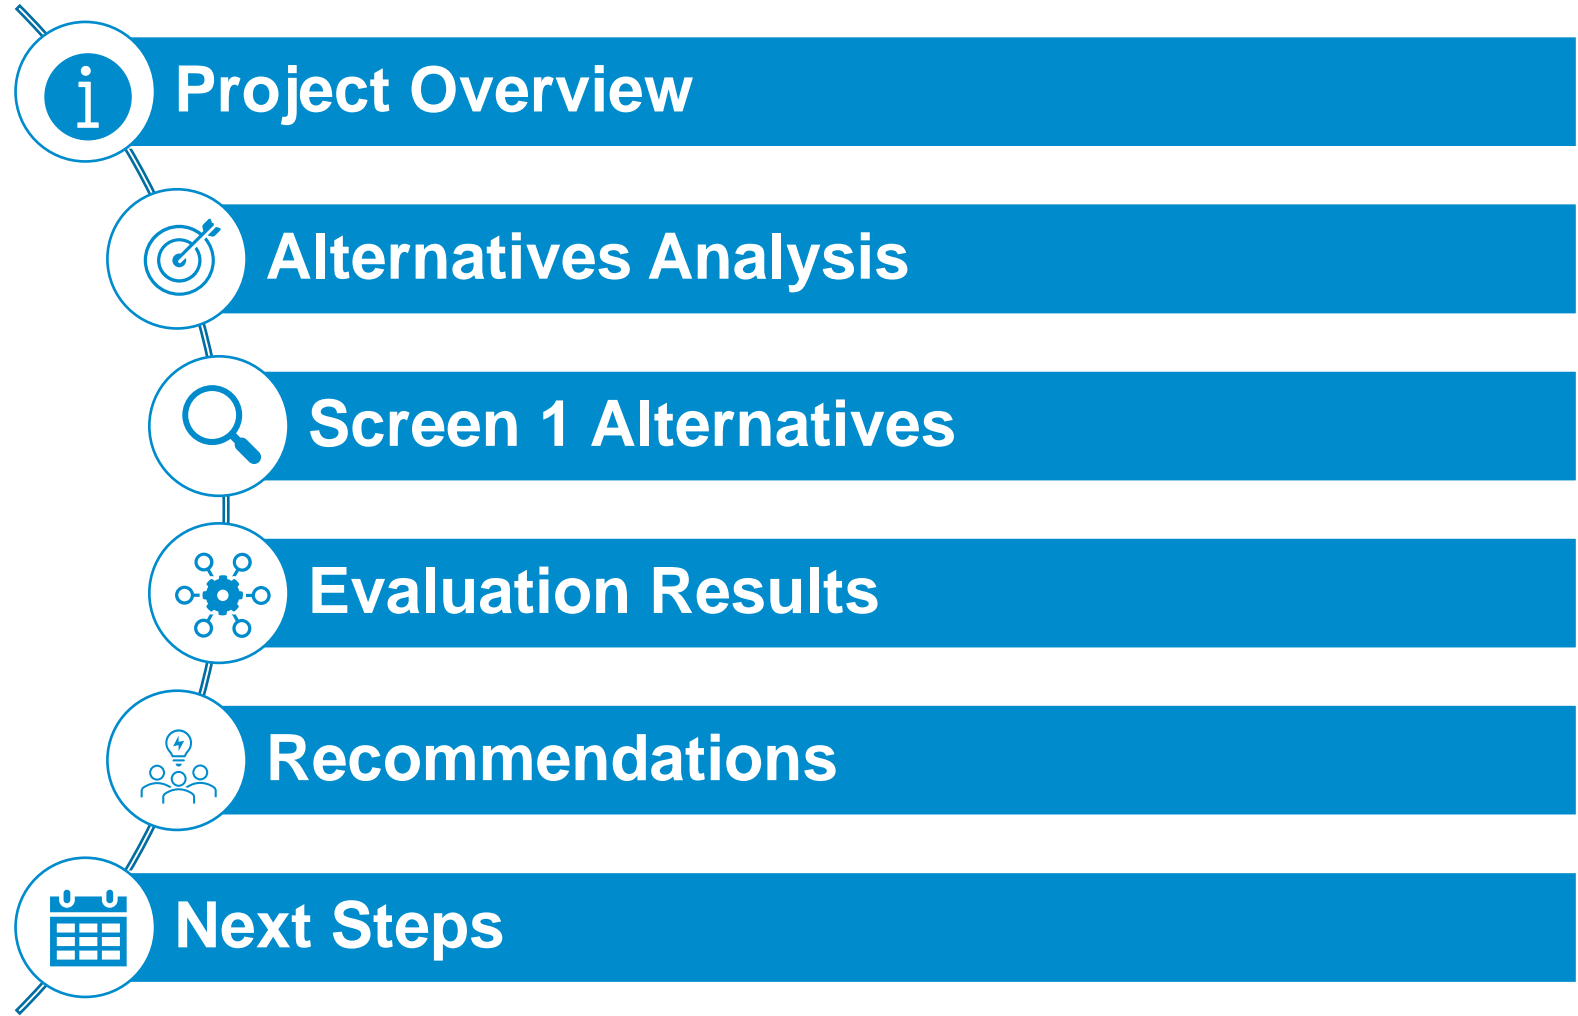 Project Overview
Alternatives Analysis
Screen 1 Alternatives
Evaluation Results
Recommendations
Next Steps